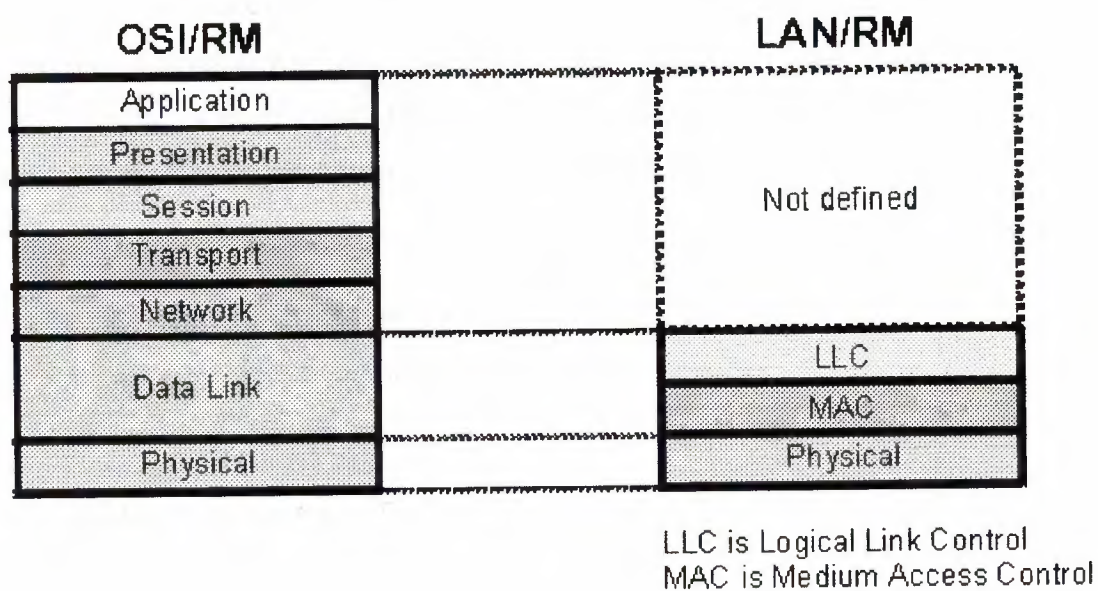 OSI/RM
LAN/RM
Application
Presentation
Session
Transport
Network
Data Link
Physical
Not defined
LLC
MAC
Physical
LLC is Logical Link Control
MAC is Medium Access Control